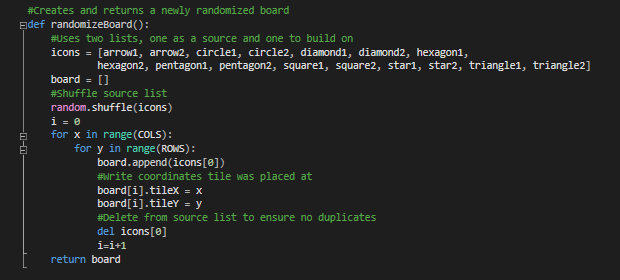 #Creates and returns a newly randomized board
def randomizeBoard():
#Uses two lists, one as a source and one to build on
icons = [arrow1, arrow2, circle1, circle2, diamond1, diamond2, hexagon1,
hexagon2, pentagon1, pentagon2, square1, square2, star1, star2, triangle1, triangle2]
board = []
#Shuffle source list
random.shuffle(icons)
i = 0
for x in range(COLS):
for y in range(ROWS):
board.append(icons[0])
#Write coordinates tile was placed at
board[i].tileX = x
board[i].tileY = y
#Delete from source list to ensure no duplicates
del icons[0]
i=i+1
return board